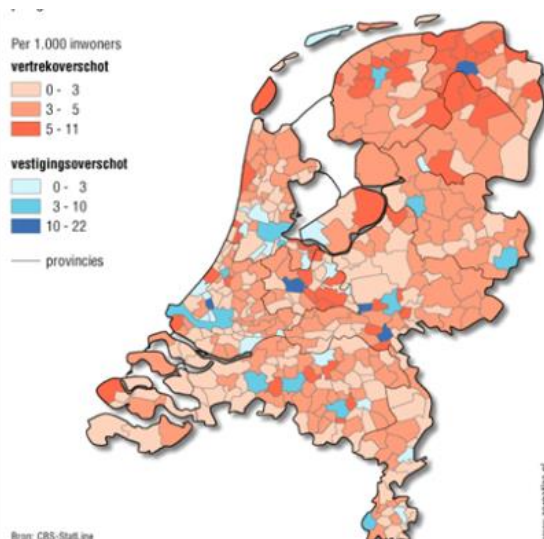 Per 1.000 inwoners
vertrekoverschot
0 - 3
3 - 5
5 - 11
vestigingsoverschot
0 - 3
3 - 10
10 - 22
provincies
Bron: CBS-StatLine